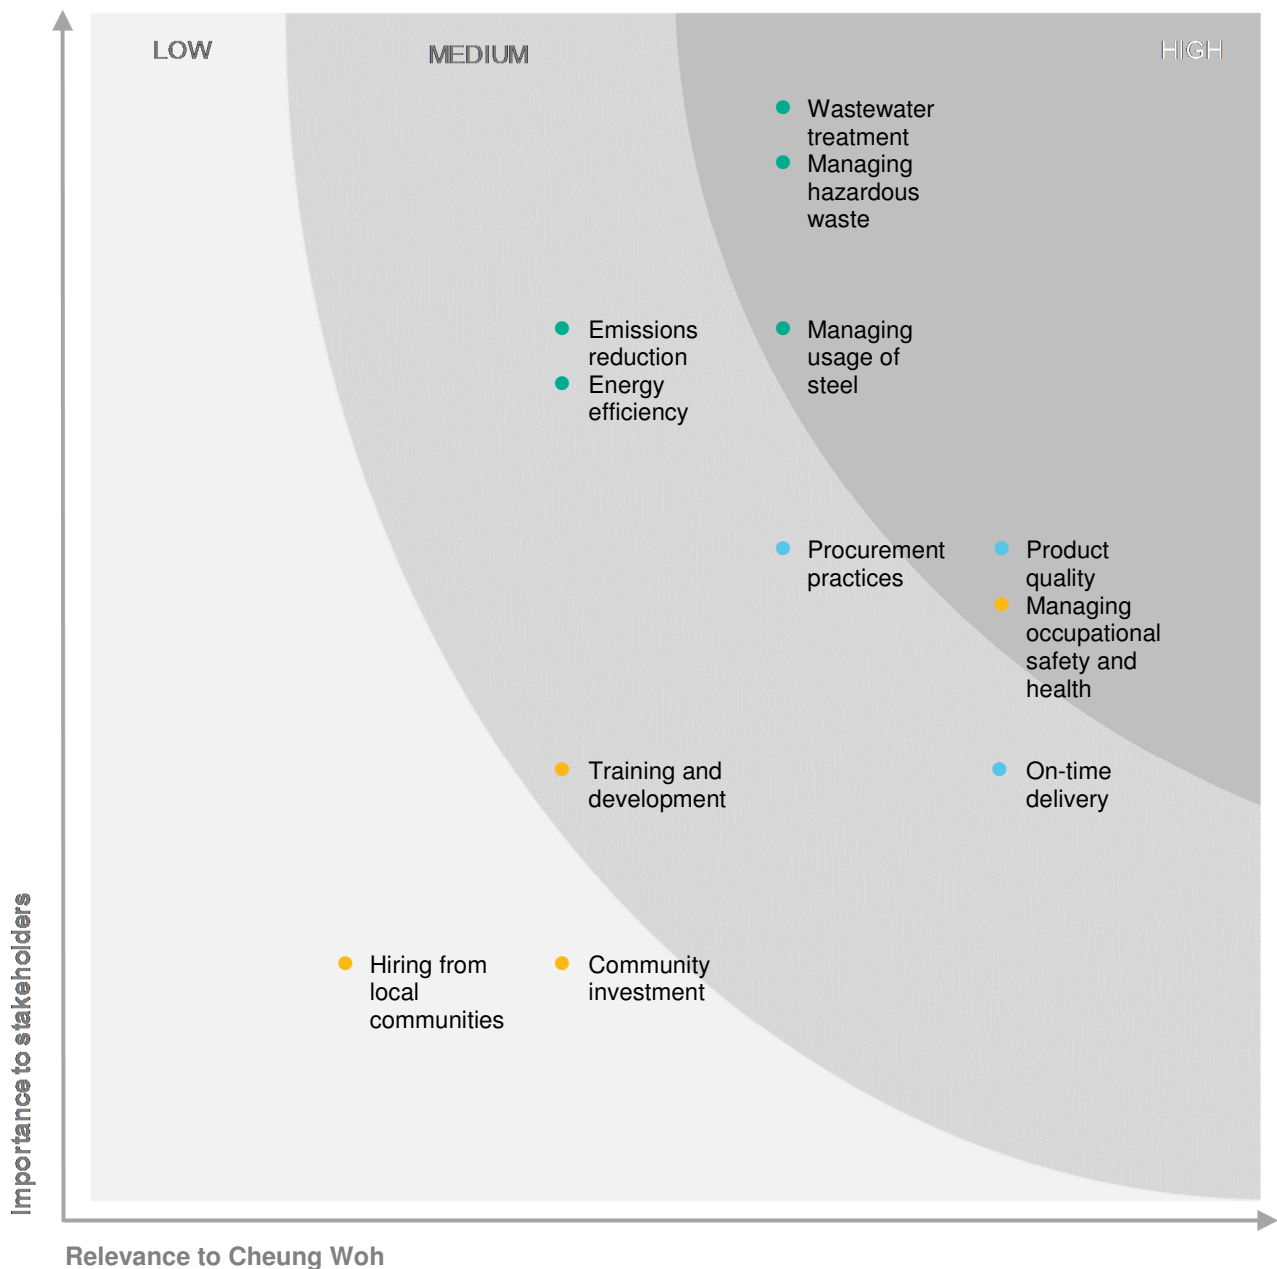 LOW
MEDIUM
HIGH
Wastewater
treatment
Managing
hazardous
waste
Emissions
reduction
Energy
efficiency
Managing
usage of
steel
Procurement
practices
Product
quality
Managing
occupational
safety and
health
Training and
development
On-time
delivery
Hiring from
local
communities
Community
investment
Importance to stakeholders
Relevance to Cheung Woh